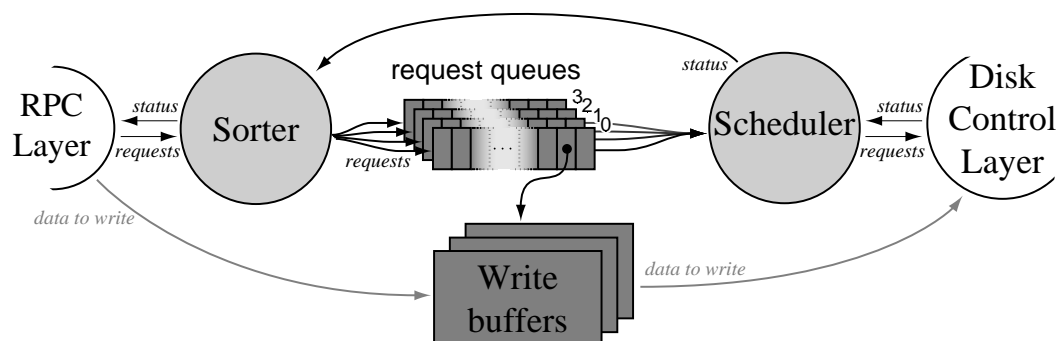 RPC
Layer
status
requests
Sorter
request queues
requests
3
2
1
0
...
status
Scheduler
status
requests
Disk
Control
Layer
data to write
Write
buffers
data to write